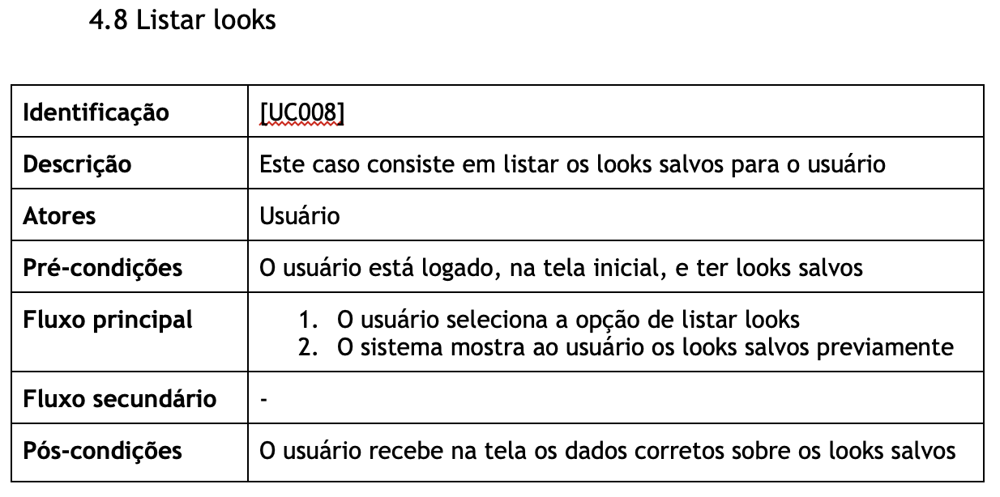 4.8 Listar looks
Identificação [UC008]
Descrição Este caso consiste em listar os looks salvos para o usuário
Atores Usuário
Pré-condições O usuário está logado, na tela inicial, e ter looks salvos
Fluxo principal 1. O usuário seleciona a opção de listar looks
2. O sistema mostra ao usuário os looks salvos previamente
Fluxo secundário -
Pós-condições O usuário recebe na tela os dados corretos sobre os looks salvos